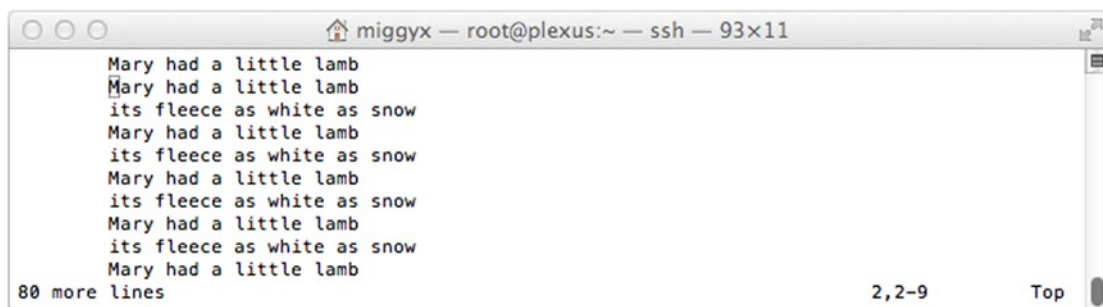 miggyx — root@plexus:~ — ssh — 93×11
Mary had a little lamb
Mary had a little lamb
its fleece as white as snow
Mary had a little lamb
its fleece as white as snow
Mary had a little lamb
its fleece as white as snow
Mary had a little lamb
its fleece as white as snow
Mary had a little lamb
80 more lines 2,2-9 Top